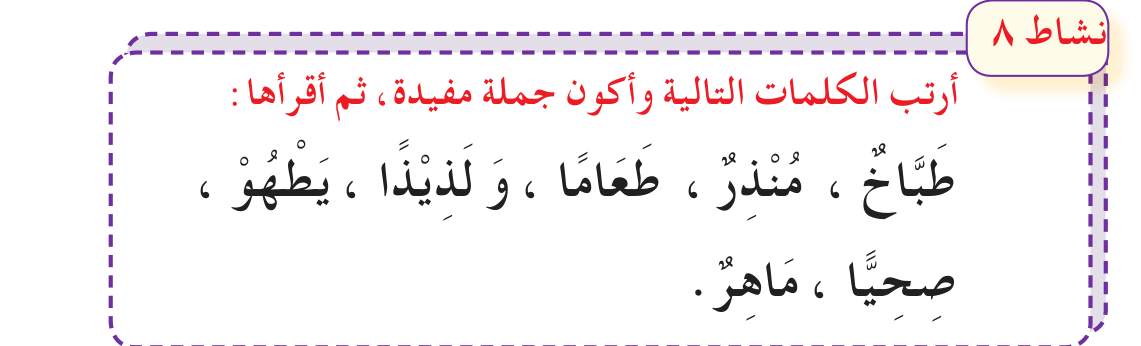 نشاط ٨
أرتب الكلمات التالية وأكون جملة مفيدة، ثم أقرأها:
طَبَّاخٌ ، مُنْذِرٌ ، طَعَامًا ، وَ لَذِيْذًا ، يَطْهُوْ ،
صِحِيًّا ، مَاهِرٌ .